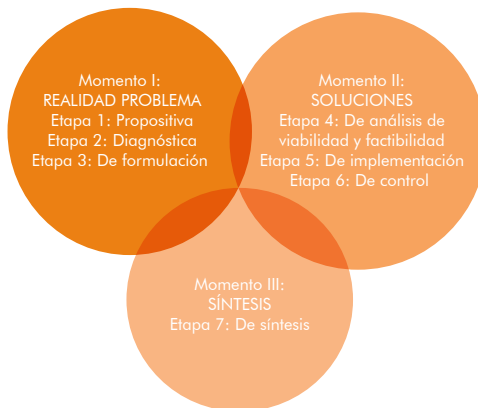 Momento I:
REALIDAD PROBLEMA
Etapa 1: Propositiva
Etapa 2: Diagnóstica
Etapa 3: De formulación
Momento II:
SOLUCIONES
Etapa 4: De análisis de
viabilidad y factibilidad
Etapa 5: De implementación
Etapa 6: De control
Momento III:
SÍNTESIS
Etapa 7: De síntesis